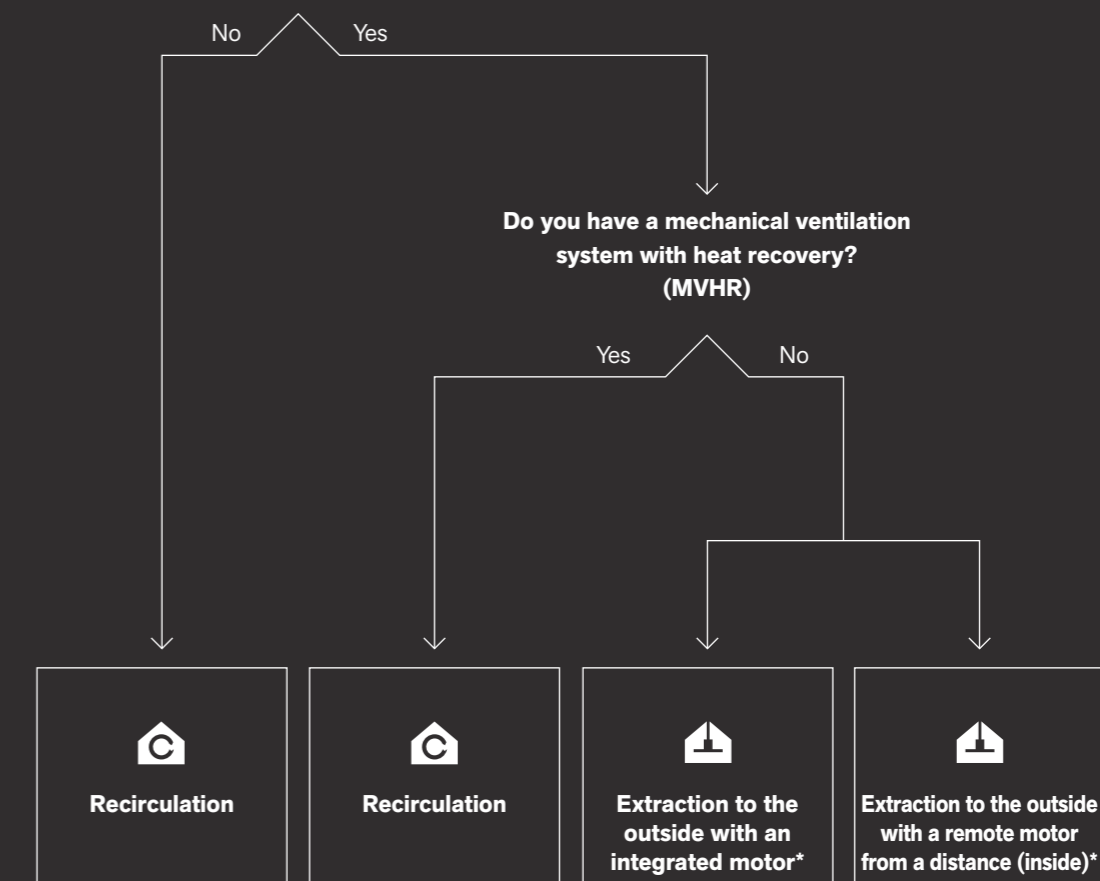 No
Yes
Do you have a mechanical ventilation
system with heat recovery?
(MVHR)
Yes
No
Recirculation
Recirculation
Extraction to the
outside with an
integrated motor*
Extraction to the outside
with a remote motor
from a distance (inside)*